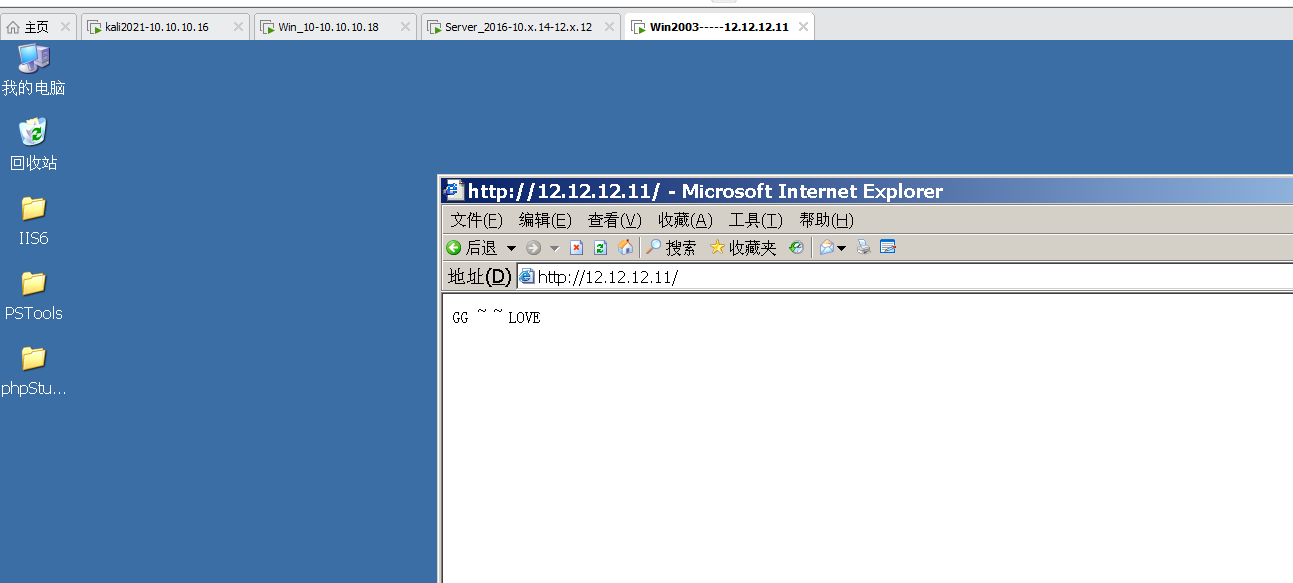 主页 kali2021-10.10.10.16 Win_10-10.10.10.18 Server_2016-10.x.14-12.x.12 Win2003-----12.12.12.11
我的电脑
回收站
IIS6
PSTools
phpStu...
http://12.12.12.11/ - Microsoft Internet Explorer
文件(F) 编辑(E) 查看(V) 收藏(A) 工具(T) 帮助(H)
后退 搜索 收藏夹
地址(D) http://12.12.12.11/
GG ~ ~ LOVE